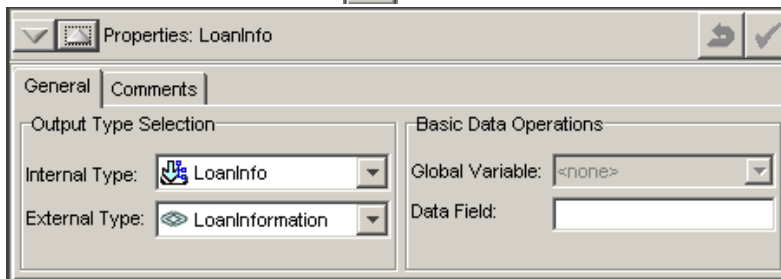 Properties: LoanInfo
General Comments
Output Type Selection
Internal Type: LoanInfo
External Type: LoanInformation
Basic Data Operations
Global Variable: <none>
Data Field: